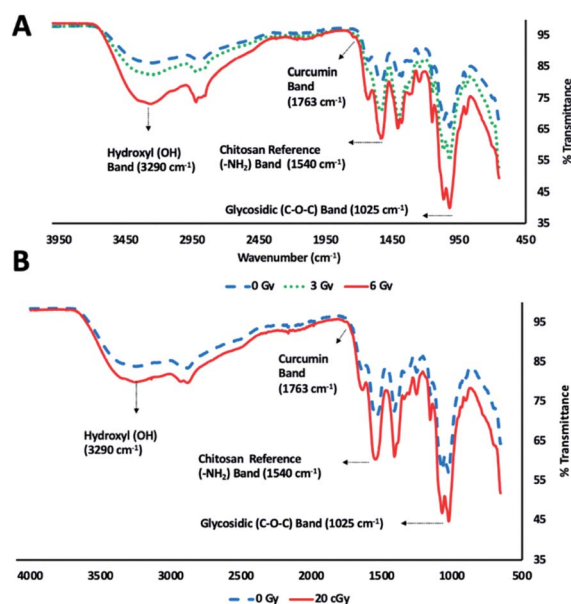 A
95
85
75
65
55
45
35
% Transmittance
Curcumin
Band
(1763 cm-1)
Hydroxyl (OH)
Band (3290 cm-1)
Chitosan Reference
(-NH2) Band (1540 cm-1)
Glycosidic (C-O-C) Band (1025 cm-1)
3950 3450 2950 2450 1950 1450 950 450
Wavenumber (cm-1)
0 Gy 3 Gy 6 Gy
B
95
85
75
65
55
45
35
% Transmittance
Curcumin
Band
(1763 cm-1)
Hydroxyl (OH)
(3290 cm-1)
Chitosan Reference
(-NH2) Band (1540 cm-1)
Glycosidic (C-O-C) Band (1025 cm-1)
4000 3500 3000 2500 2000 1500 1000 500
0 Gy 20 cGy